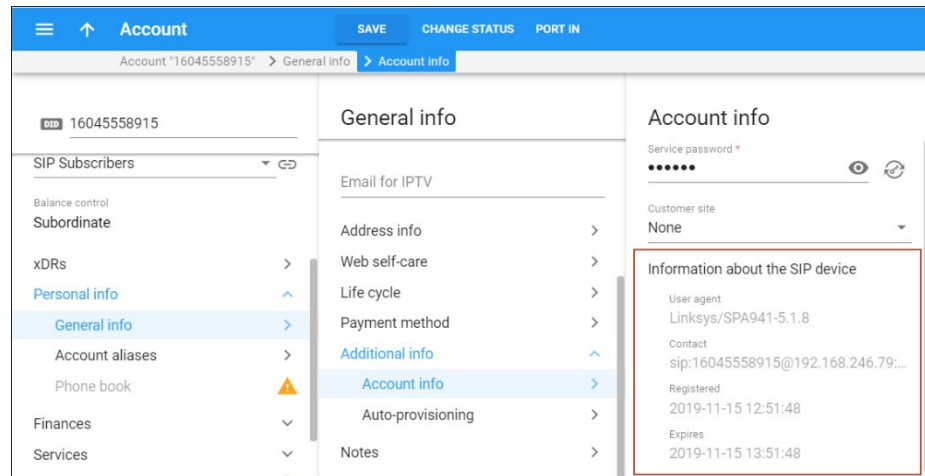 Account
SAVE CHANGE STATUS PORT IN
Account "16045558915" > General info > Account info
DID 16045558915
SIP Subscribers
Balance control
Subordinate
xDRs
Personal info
General info
Account aliases
Phone book
Finances
Services
General info
Email for IPTV
Address info
Web self-care
Life cycle
Payment method
Additional info
Account info
Auto-provisioning
Notes
Account info
Service password *
••••••
Customer site
None
Information about the SIP device
User agent
Linksys/SPA941-5.1.8
Contact
sip:16045558915@192.168.246.79:...
Registered
2019-11-15 12:51:48
Expires
2019-11-15 13:51:48